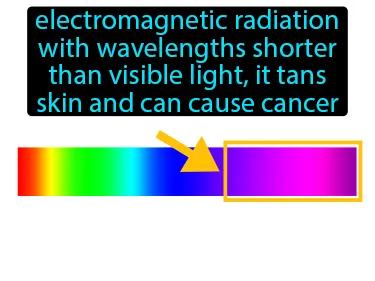 electromagnetic radiation
with wavelengths shorter
than visible light, it tans
skin and can cause cancer